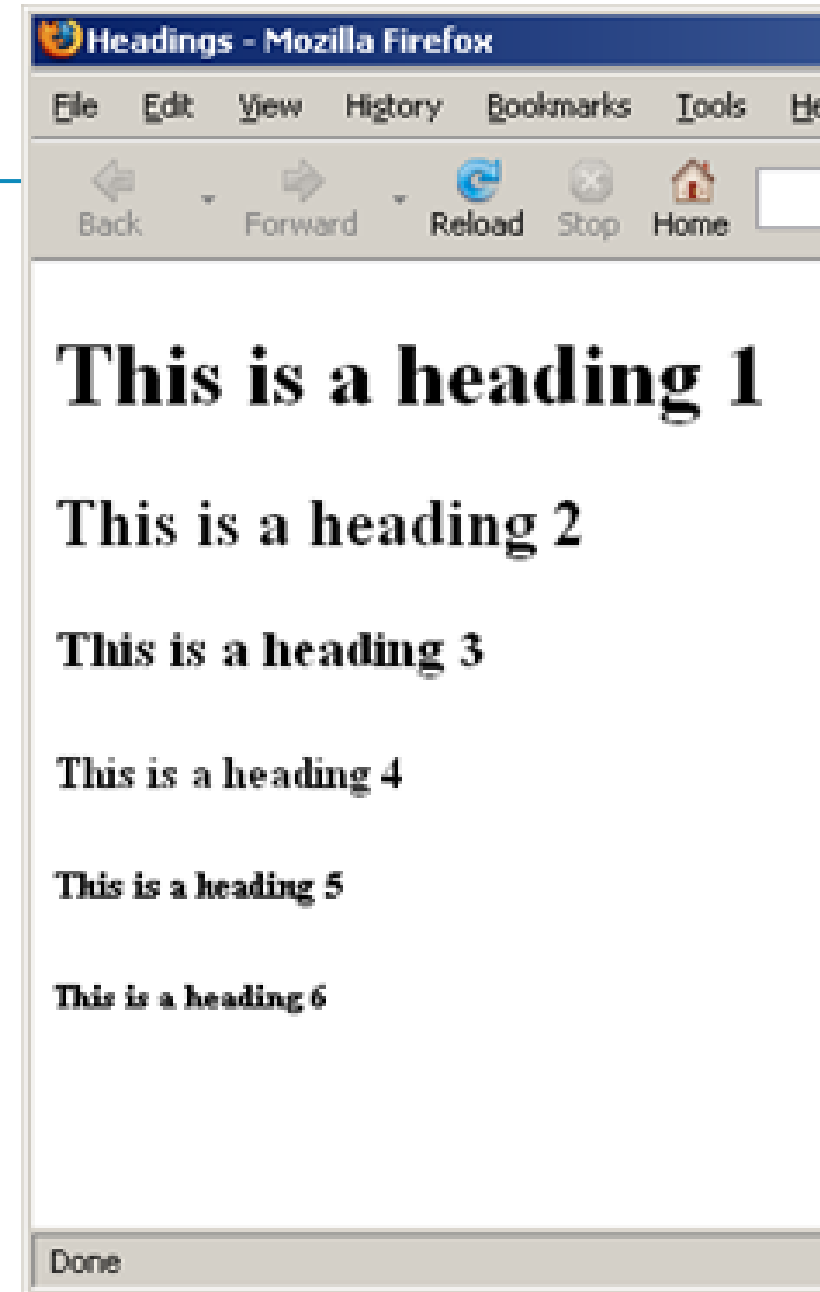 Headings - Mozilla Firefox
File Edit View History Bookmarks Tools
Back Forward Reload Stop Home
This is a heading 1
This is a heading 2
This is a heading 3
This is a heading 4
This is a heading 5
This is a heading 6
Done